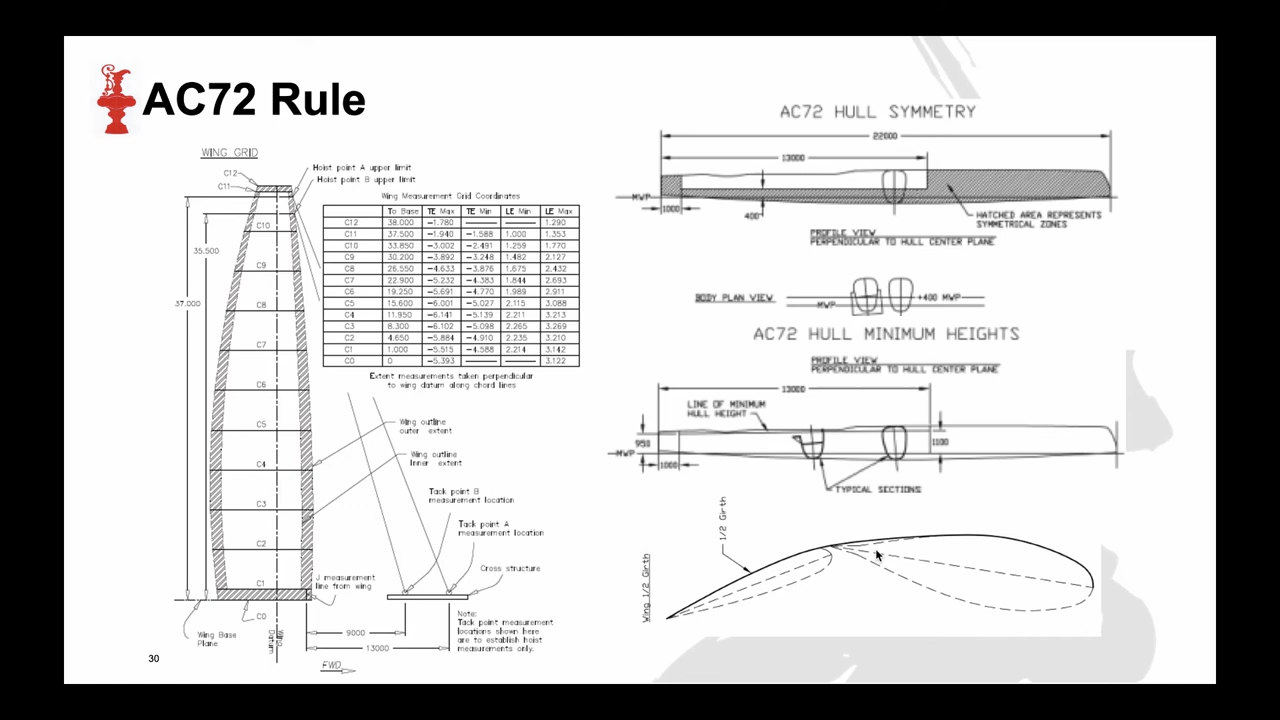 AC72 Rule
WING GRID
C12
C11
Hoist point A upper limit
Hoist point B upper limit
Wing Measurement Grid Coordinates
To Base TE Max TE Min LE Min LE Max
C12 38.000 -1.780 —— —— 1.290
C11 37.500 -1.940 -1.588 1.000 1.353
C10 33.850 -3.002 -2.491 1.259 1.770
C9 30.200 -3.892 -3.248 1.482 2.127
C8 26.550 -4.633 -3.876 1.675 2.432
C7 22.900 -5.232 -4.383 1.844 2.693
C6 19.250 -5.691 -4.770 1.989 2.911
C5 15.600 -6.001 -5.027 2.115 3.088
C4 11.950 -6.141 -5.139 2.211 3.213
C3 8.300 -6.102 -5.098 2.265 3.269
C2 4.650 -5.884 -4.910 2.235 3.210
C1 1.000 -5.515 -4.588 2.214 3.142
C0 0 -5.393 —— —— 3.122
Extent measurements taken perpendicular
to wing datum along chord lines
C10
C9
C8
C7
C6
C5
C4
C3
C2
C1
C0
35.500
37.000
Wing outline
outer extent
Wing outline
inner extent
Tack point B
measurement location
Tack point A
measurement location
Cross structure
J measurement
line from wing
Wing Base
Plane
Wing
Datum
9000
13000
FWD
Note:
Tack point measurement
locations shown here
are to establish hoist
measurements only.
30
AC72 HULL SYMMETRY
22000
13000
MWP
1000
400
HATCHED AREA REPRESENTS
SYMMETRICAL ZONES
PROFILE VIEW
PERPENDICULAR TO HULL CENTER PLANE
BODY PLAN VIEW
MWP
+400 MWP
AC72 HULL MINIMUM HEIGHTS
PROFILE VIEW
PERPENDICULAR TO HULL CENTER PLANE
13000
LINE OF MINIMUM
HULL HEIGHT
950
1100
MWP
1000
TYPICAL SECTIONS
1/2 Girth
Wing 1/2 Girth